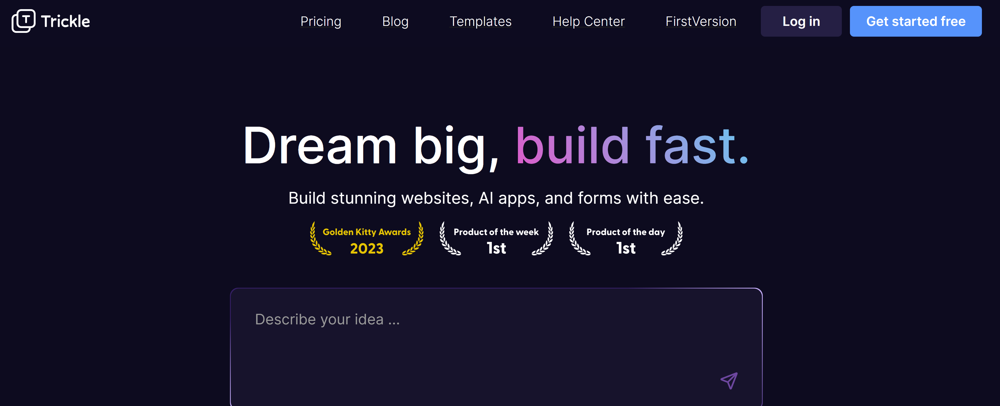 T Trickle
Pricing Blog Templates Help Center FirstVersion Log in Get started free
Dream big, build fast.
Build stunning websites, AI apps, and forms with ease.
Golden Kitty Awards Product of the week Product of the day
2023 1st 1st
Describe your idea ...